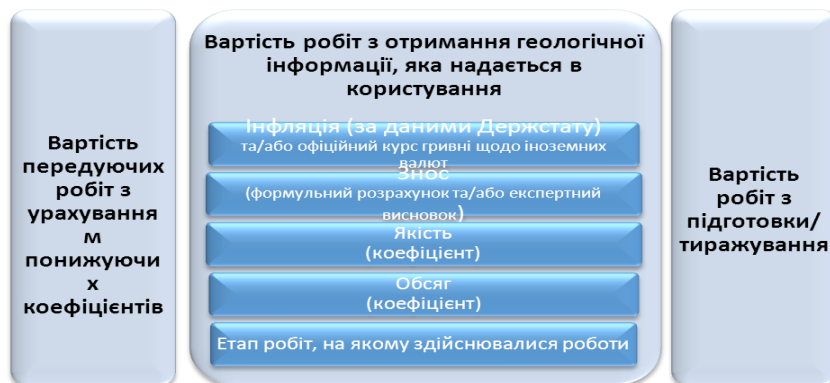 Вартість
передуючих
робіт з
урахування
м
понижуючи
х
коефіцієнтів
Вартість робіт з отримання геологічної
інформації, яка надається в
користування
Інфляція (за даними Держстату)
та/або офіційний курс гривні щодо іноземних
валют
Знос
(формульний розрахунок та/або експертний
висновок)
Якість
(коефіцієнт)
Обсяг
(коефіцієнт)
Етап робіт, на якому здійснювалися роботи
Вартість
робіт з
підготовки/
тиражування